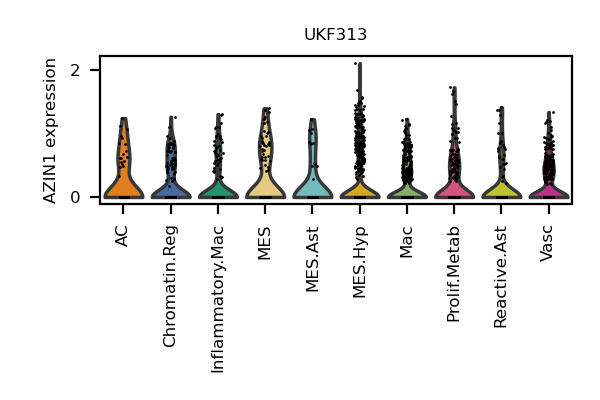 UKF313
AZIN1 expression
2
0
AC
Chromatin.Reg
Inflammatory.Mac
MES
MES.Ast
MES.Hyp
Mac
Prolif.Metab
Reactive.Ast
Vasc